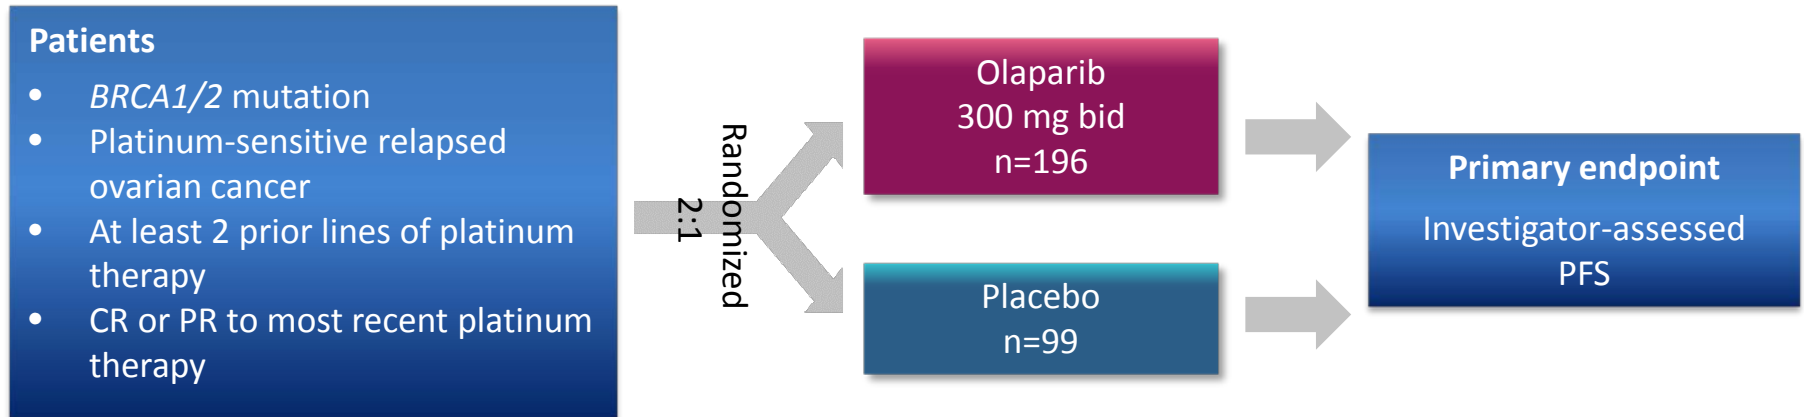 Patients
• BRCA1/2 mutation
• Platinum-sensitive relapsed
ovarian cancer
• At least 2 prior lines of platinum
therapy
• CR or PR to most recent platinum
therapy
Randomized
2:1
Olaparib
300 mg bid
n=196
Placebo
n=99
Primary endpoint
Investigator-assessed
PFS